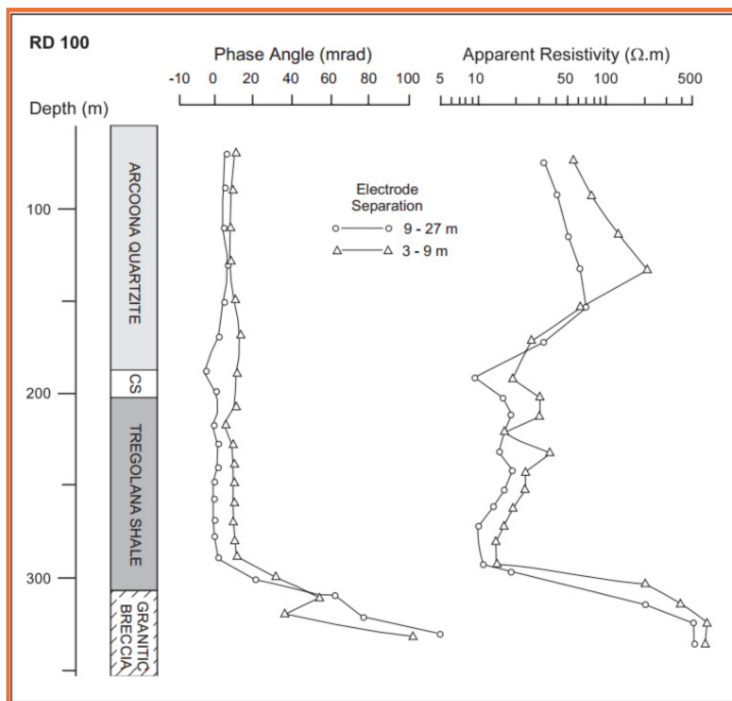 RD 100
Phase Angle (mrad)
Apparent Resistivity (Ω.m)
-10 0 20 40 60 80 100
5 10 50 100 500
Depth (m)
100
200
300
ARCOONA QUARTZITE
CS
TREGOLANA SHALE
GRANITIC
BRECCIA
Electrode
Separation
9 - 27 m
3 - 9 m